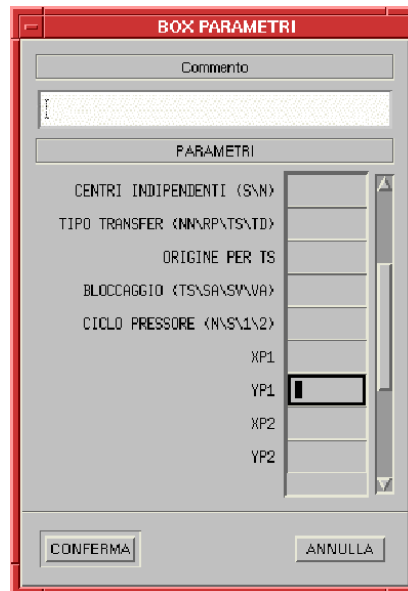 BOX PARAMETRI
Commento
PARAMETRI
CENTRI INDIPENDENTI (S\N)
TIPO TRANSFER (NN\RP\TS\TD)
ORIGINE PER TS
BLOCCAGGIO (TS\SA\SV\VA)
CICLO PRESSORE (N\S\1\2)
XP1
YP1
XP2
YP2
CONFERMA ANNULLA